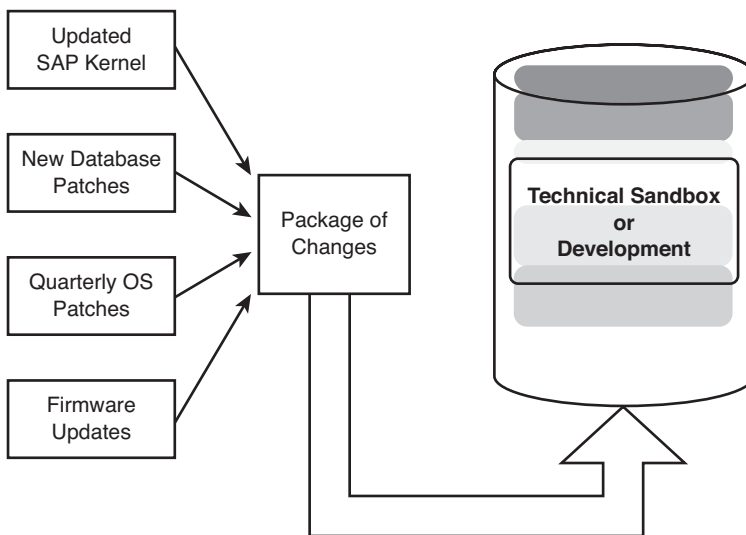 Updated
SAP Kernel
New Database
Patches
Quarterly OS
Patches
Firmware
Updates
Package of
Changes
Technical Sandbox
or
Development